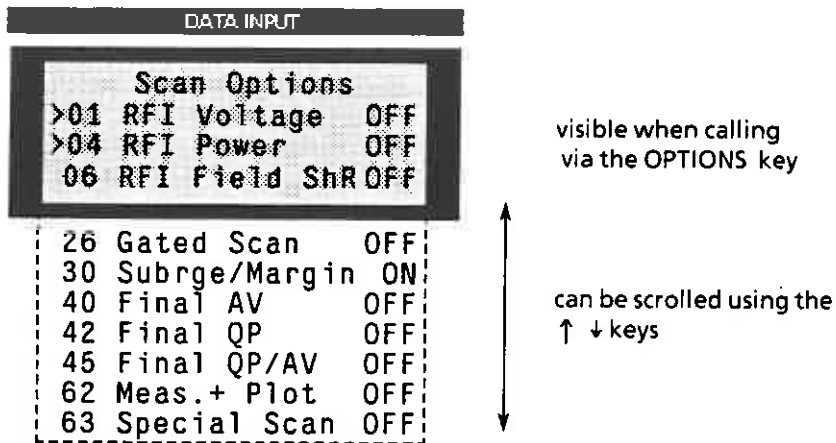 DATA INPUT
Scan Options
>01 RFI Voltage OFF
>04 RFI Power OFF
06 RFI Field ShR OFF
visible when calling
via the OPTIONS key
26 Gated Scan OFF
30 Subrge/Margin ON
40 Final AV OFF
42 Final QP OFF
45 Final QP/AV OFF
62 Meas.+ Plot OFF
63 Special Scan OFF
can be scrolled using the
↑ ↓ keys